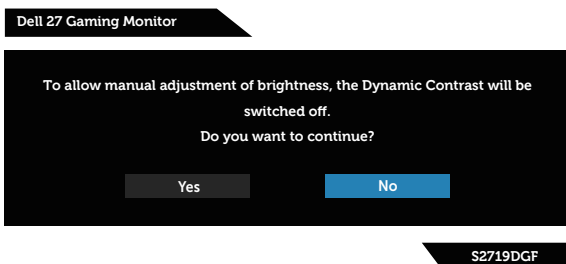 Dell 27 Gaming Monitor
To allow manual adjustment of brightness, the Dynamic Contrast will be
switched off.
Do you want to continue?
Yes
No
S2719DGF